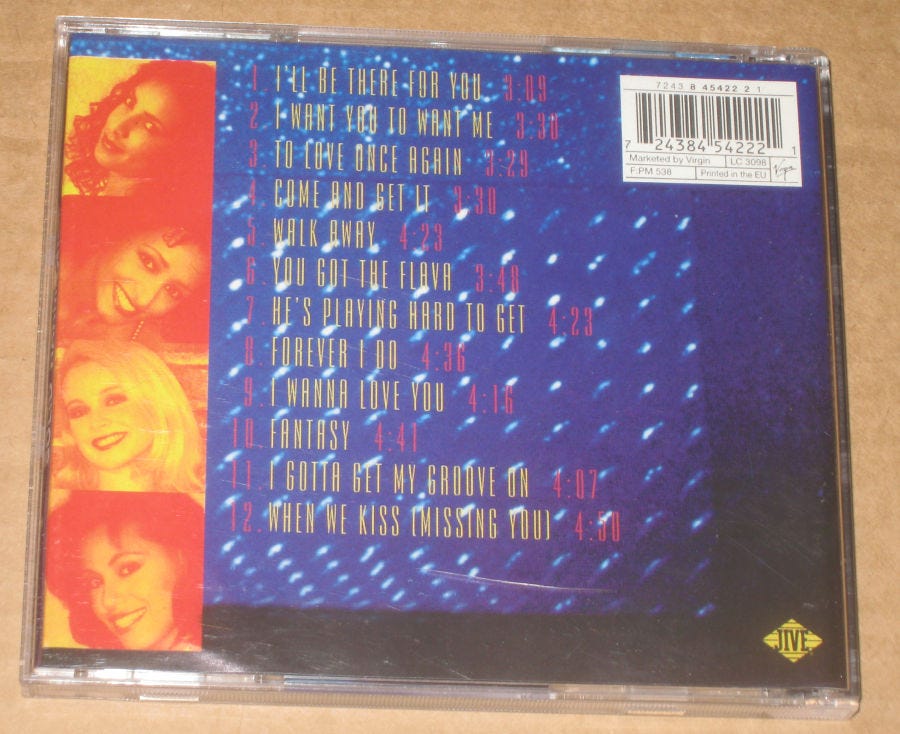 1. I'LL BE THERE FOR YOU 3:09
2. I WANT YOU TO WANT ME 3:38
3. TO LOVE ONCE AGAIN 3:29
4. COME AND GET IT 3:30
5. WALK AWAY 4:23
6. YOU GOT THE FLAVA 3:48
7. HE'S PLAYING HARD TO GET 4:23
8. FOREVER I DO 4:36
9. I WANNA LOVE YOU 4:16
10. FANTASY 4:41
11. I GOTTA GET MY GROOVE ON 4:07
12. WHEN WE KISS (MISSING YOU) 4:50
7243 8 45422 2 1
7 24384 54222 1
Marketed by Virgin LC 3098
F:PM 538 Printed in the EU Virgin
JIVE